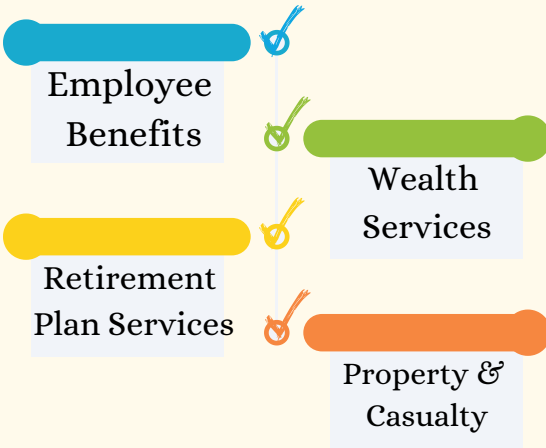 Employee
Benefits
Wealth
Services
Retirement
Plan Services
Property &
Casualty